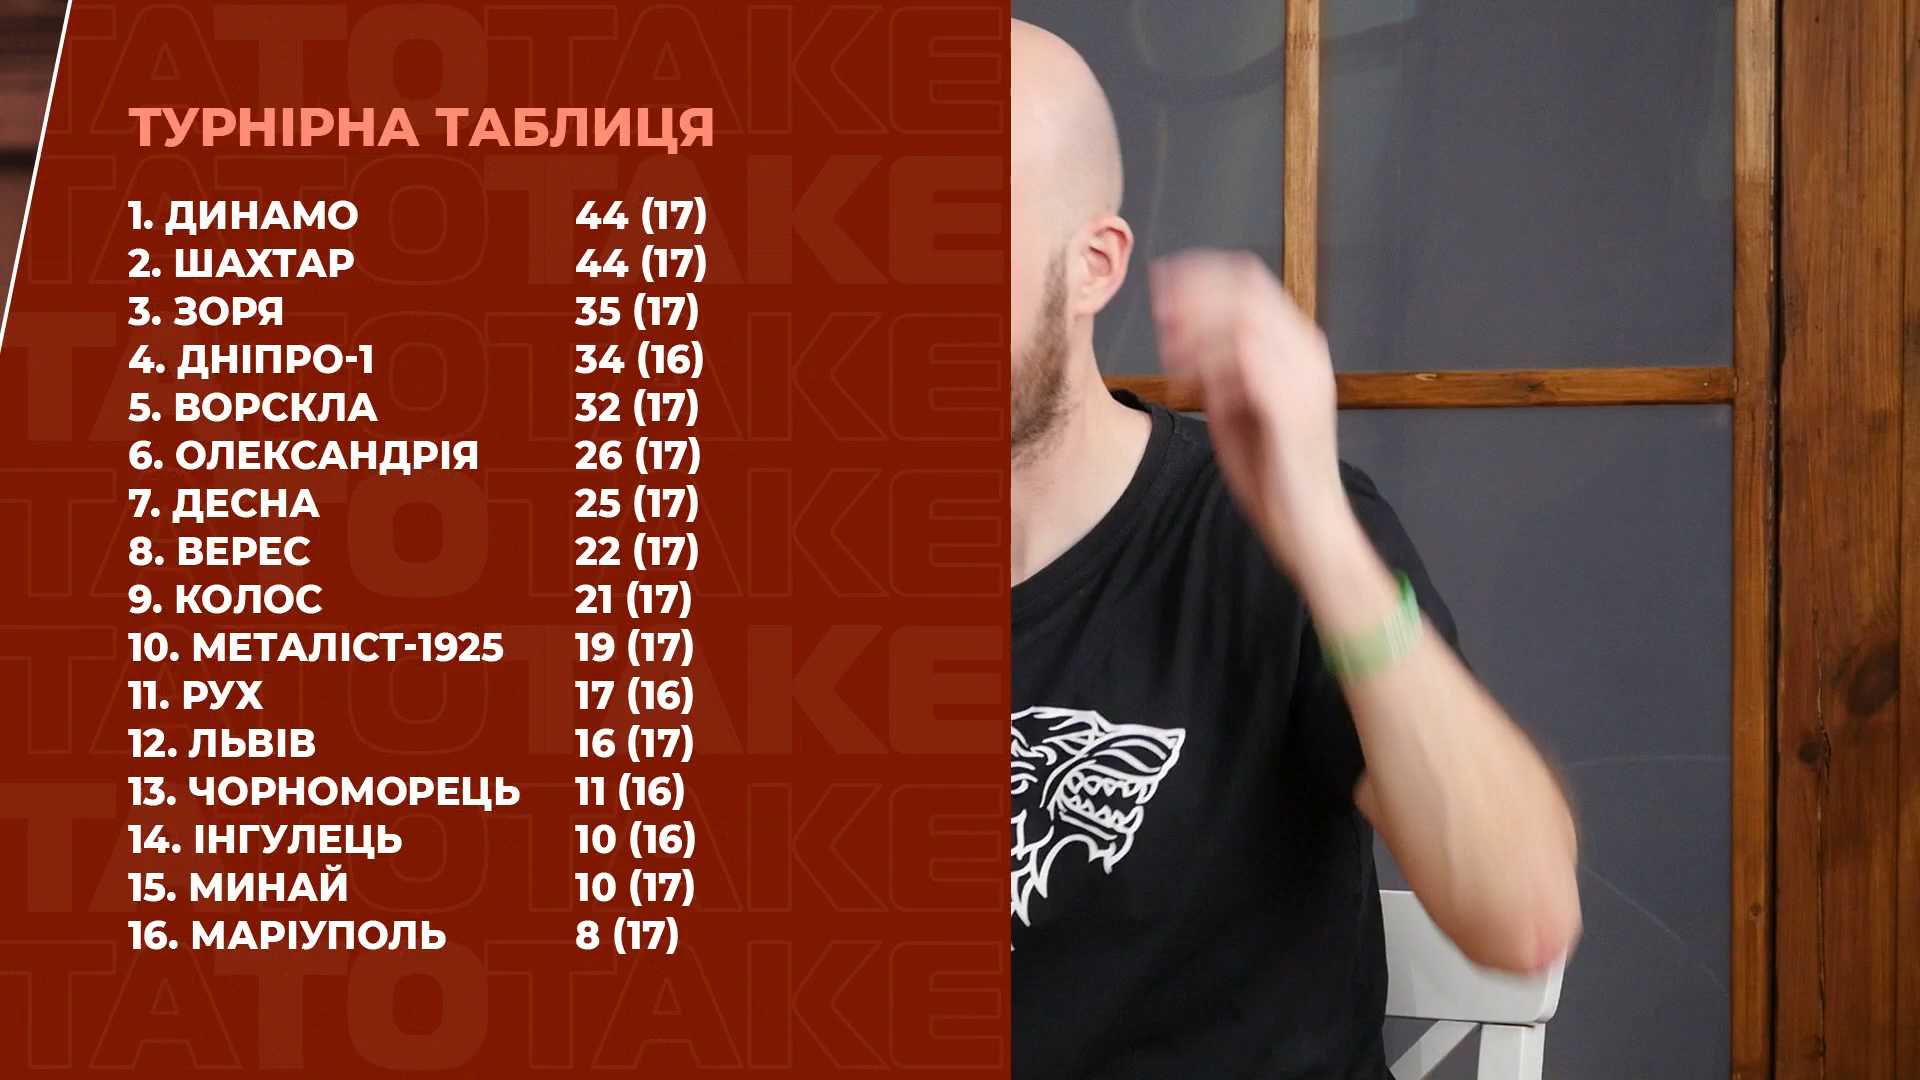 ТУРНІРНА ТАБЛИЦЯ
1. ДИНАМО 44 (17)
2. ШАХТАР 44 (17)
3. ЗОРЯ 35 (17)
4. ДНІПРО-1 34 (16)
5. ВОРСКЛА 32 (17)
6. ОЛЕКСАНДРІЯ 26 (17)
7. ДЕСНА 25 (17)
8. ВЕРЕС 22 (17)
9. КОЛОС 21 (17)
10. МЕТАЛІСТ-1925 19 (17)
11. РУХ 17 (16)
12. ЛЬВІВ 16 (17)
13. ЧОРНОМОРЕЦЬ 11 (16)
14. ІНГУЛЕЦЬ 10 (16)
15. МИНАЙ 10 (17)
16. МАРІУПОЛЬ 8 (17)